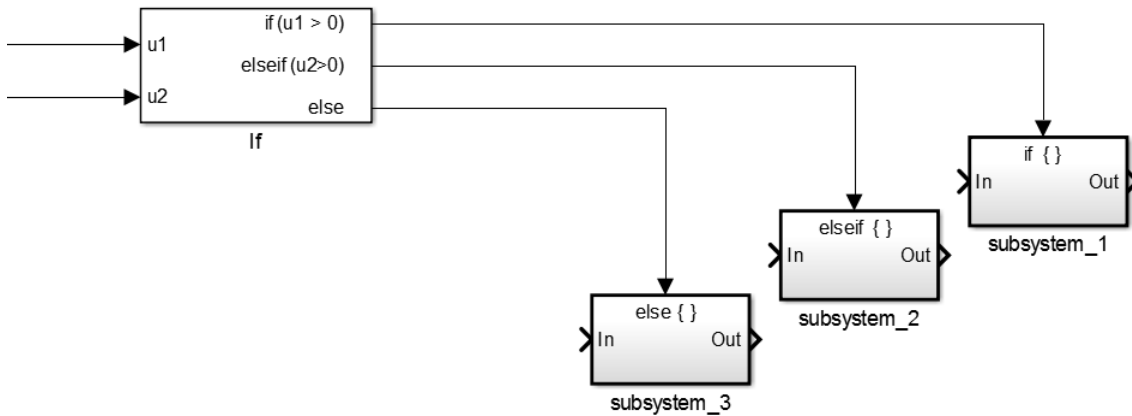 if(u1 > 0)
u1
elseif(u2>0)
u2
else
If
if { }
In Out
subsystem_1
elseif { }
In Out
subsystem_2
else { }
In Out
subsystem_3